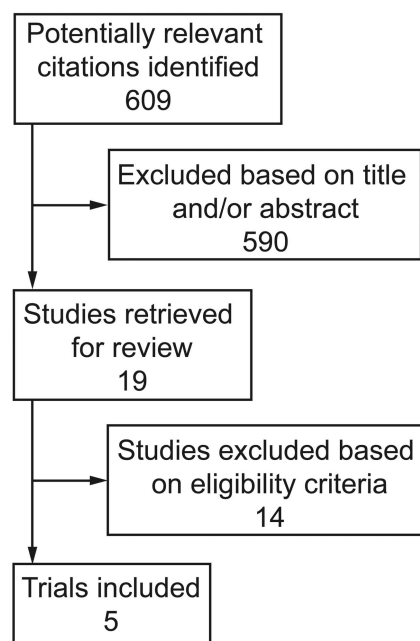 Potentially relevant
citations identified
609
Excluded based on title
and/or abstract
590
Studies retrieved
for review
19
Studies excluded based
on eligibility criteria
14
Trials included
5